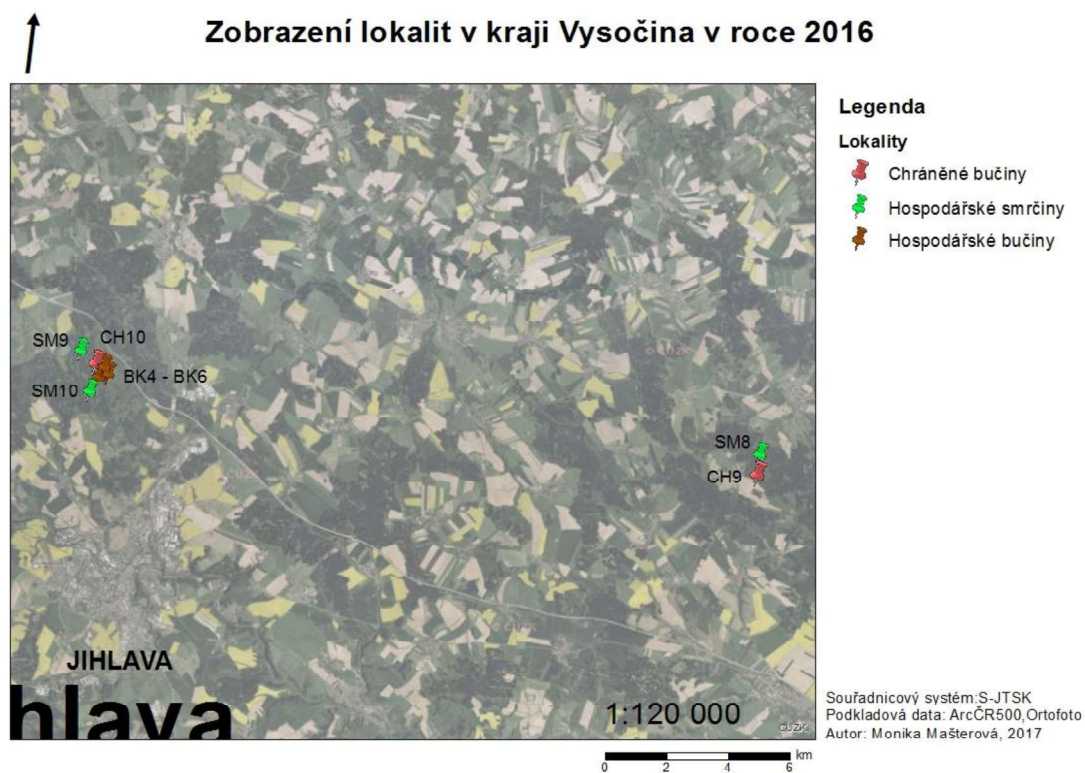 Zobrazení lokalit v kraji Vysočina v roce 2016
Legenda
Lokality
Chráněné bučiny
Hospodářské smrčiny
Hospodářské bučiny
SM9
CH10
BK4 - BK6
SM10
© ČÚZK
SM8
CH9
JIHLAVA
hlava
1:120 000
ČÚZK
Souřadnicový systém:S-JTSK
Podkladová data: ArcČR500,Ortofoto
Autor: Monika Mašterová, 2017
km
0 2 4 6